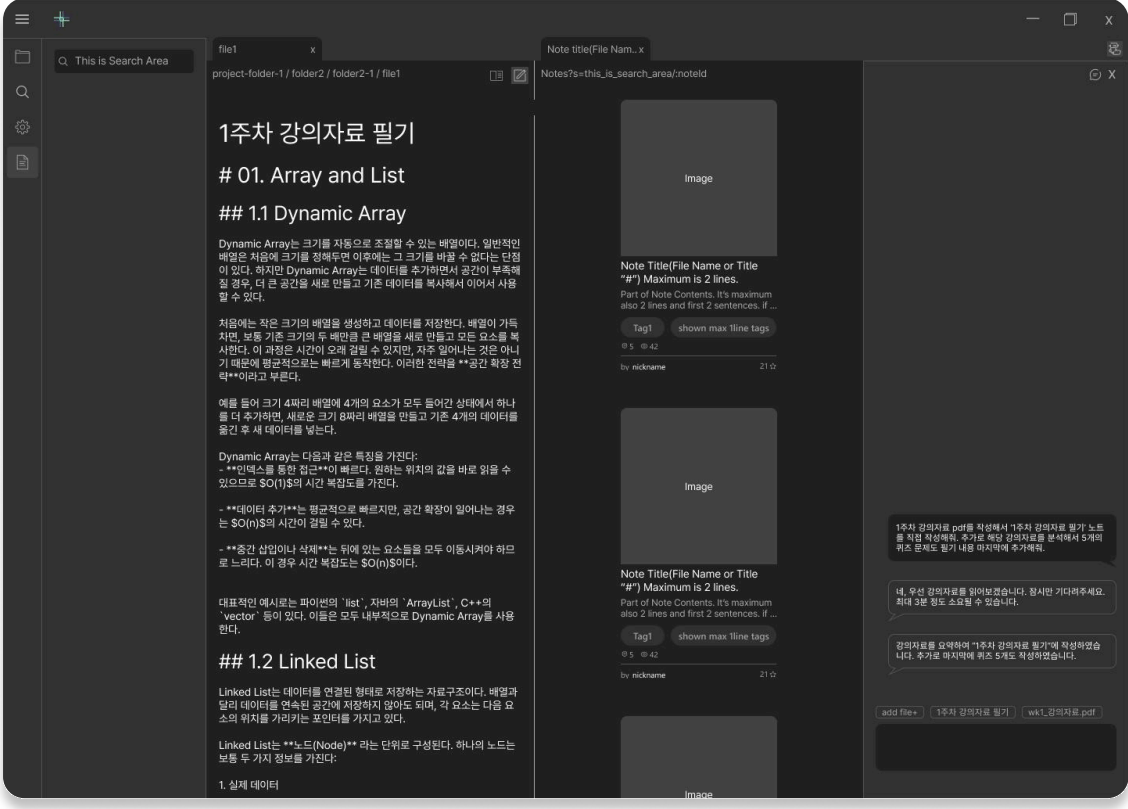 x
This is Search Area
file1 x
project-folder-1 / folder2 / folder2-1 / file1
1주차 강의자료 필기
# 01. Array and List
## 1.1 Dynamic Array
Dynamic Array는 크기를 자동으로 조절할 수 있는 배열이다. 일반적인
배열은 처음에 크기를 정해두면 이후에는 그 크기를 바꿀 수 없다는 단점
이 있다. 하지만 Dynamic Array는 데이터를 추가하면서 공간이 부족해
질 경우, 더 큰 공간을 새로 만들고 기존 데이터를 복사해서 이어서 사용
할 수 있다.
처음에는 작은 크기의 배열을 생성하고 데이터를 저장한다. 배열이 가득
차면, 보통 기존 크기의 두 배만큼 큰 배열을 새로 만들고 모든 요소를 복
사한다. 이 과정은 시간이 오래 걸릴 수 있지만, 자주 일어나는 것은 아니
기 때문에 평균적으로는 빠르게 동작한다. 이러한 전략을 **공간 확장 전
략**이라고 부른다.
예를 들어 크기 4짜리 배열에 4개의 요소가 모두 들어간 상태에서 하나
를 더 추가하면, 새로운 크기 8짜리 배열을 만들고 기존 4개의 데이터를
옮긴 후 새 데이터를 넣는다.
Dynamic Array는 다음과 같은 특징을 가진다:
- **인덱스를 통한 접근**이 빠르다. 원하는 위치의 값을 바로 읽을 수
있으므로 $O(1)$의 시간 복잡도를 가진다.
- **데이터 추가**는 평균적으로 빠르지만, 공간 확장이 일어나는 경우
는 $O(n)$의 시간이 걸릴 수 있다.
- **중간 삽입이나 삭제**는 뒤에 있는 요소들을 모두 이동시켜야 하므
로 느리다. 이 경우 시간 복잡도는 $O(n)$이다.
대표적인 예시로는 파이썬의 `list`, 자바의 `ArrayList`, C++의
`vector` 등이 있다. 이들은 모두 내부적으로 Dynamic Array를 사용
한다.
## 1.2 Linked List
Linked List는 데이터를 연결된 형태로 저장하는 자료구조이다. 배열과
달리 데이터를 연속된 공간에 저장하지 않아도 되며, 각 요소는 다음 요
소의 위치를 가리키는 포인터를 가지고 있다.
Linked List는 **노드(Node)** 라는 단위로 구성된다. 하나의 노드는
보통 두 가지 정보를 가진다:
1. 실제 데이터
Note title(File Nam.. x
Notes?s=this_is_search_area/:noteId
Image
Note Title(File Name or Title
“#”) Maximum is 2 lines.
Part of Note Contents. It's maximum
also 2 lines and first 2 sentences. if ...
Tag1 shown max 1line tags
5 42
by nickname 21
Image
Note Title(File Name or Title
“#”) Maximum is 2 lines.
Part of Note Contents. It's maximum
also 2 lines and first 2 sentences. if ...
Tag1 shown max 1line tags
5 42
by nickname 21
Image
X
1주차 강의자료 pdf를 작성해서 '1주차 강의자료 필기' 노트
를 직접 작성해줘. 추가로 해당 강의자료를 분석해서 5개의
퀴즈 문제도 필기 내용 마지막에 추가해줘.
네, 우선 강의자료를 읽어보겠습니다. 잠시만 기다려주세요.
최대 3분 정도 소요될 수 있습니다.
강의자료를 요약하여 "1주차 강의자료 필기"에 작성하였습
니다. 추가로 마지막에 퀴즈 5개도 작성하였습니다.
add file+ 1주차 강의자료 필기 wk1_강의자료.pdf